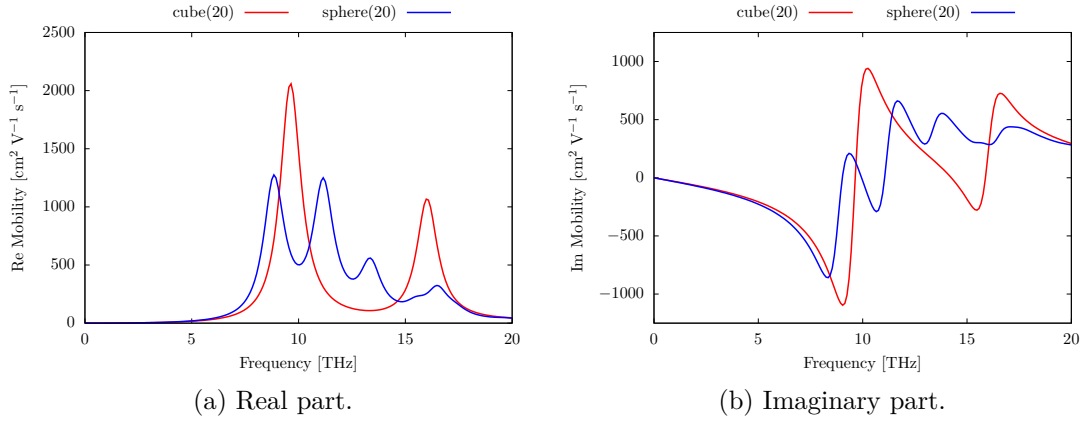 cube(20) sphere(20)
2500
2000
1500
1000
500
0
Re Mobility [cm² V⁻¹ s⁻¹]
0 5 10 15 20
Frequency [THz]
(a) Real part.
cube(20) sphere(20)
1000
500
0
−500
−1000
Im Mobility [cm² V⁻¹ s⁻¹]
0 5 10 15 20
Frequency [THz]
(b) Imaginary part.